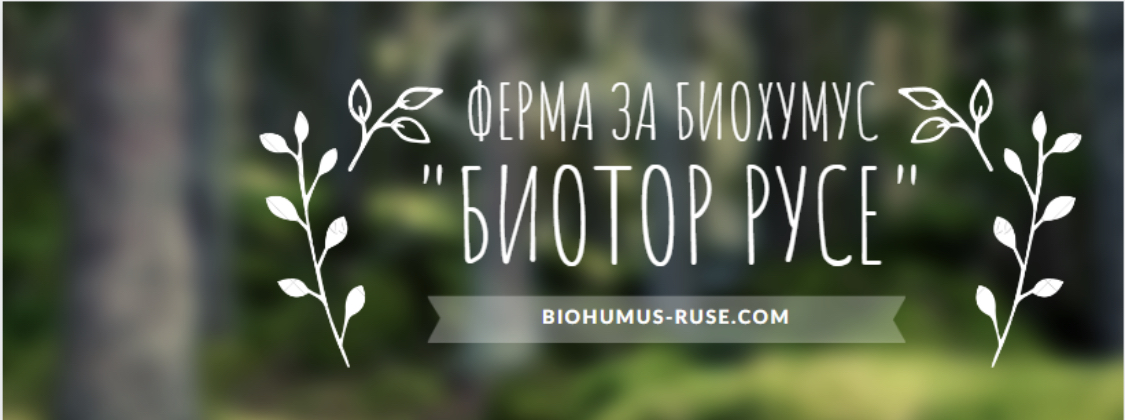 ФЕРМА ЗА БИОХУМУС
"БИОТОР РУСЕ"
BIOHUMUS-RUSE.COM